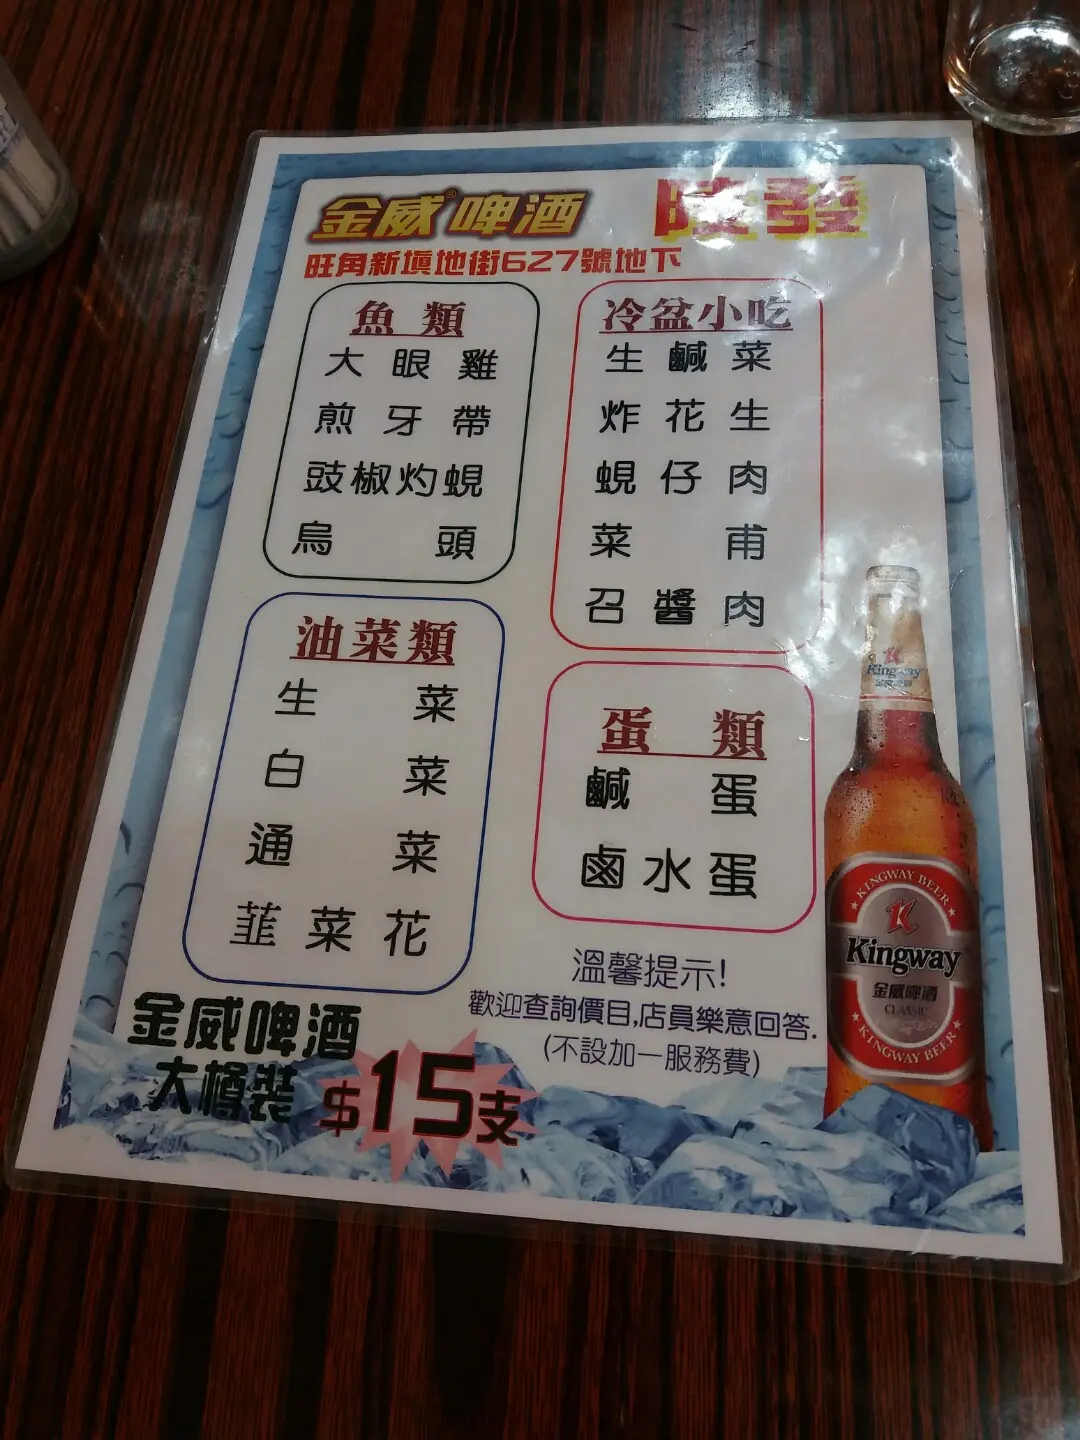 金威®啤酒
陸發
旺角新填地街627號地下
魚類
大眼雞
煎牙帶
豉椒灼蜆
烏頭
冷盆小吃
生鹹菜
炸花生
蜆仔肉
菜甫
召醬肉
油菜類
生菜
白菜
通菜
韮菜花
蛋類
鹹蛋
鹵水蛋
溫馨提示!
歡迎查詢價目,店員樂意回答.
(不設加一服務費)
金威啤酒
大樽裝
$15支
Kingway
KINGWAY BEER
Kingway
金威啤酒
CLASSIC
KINGWAY BEER